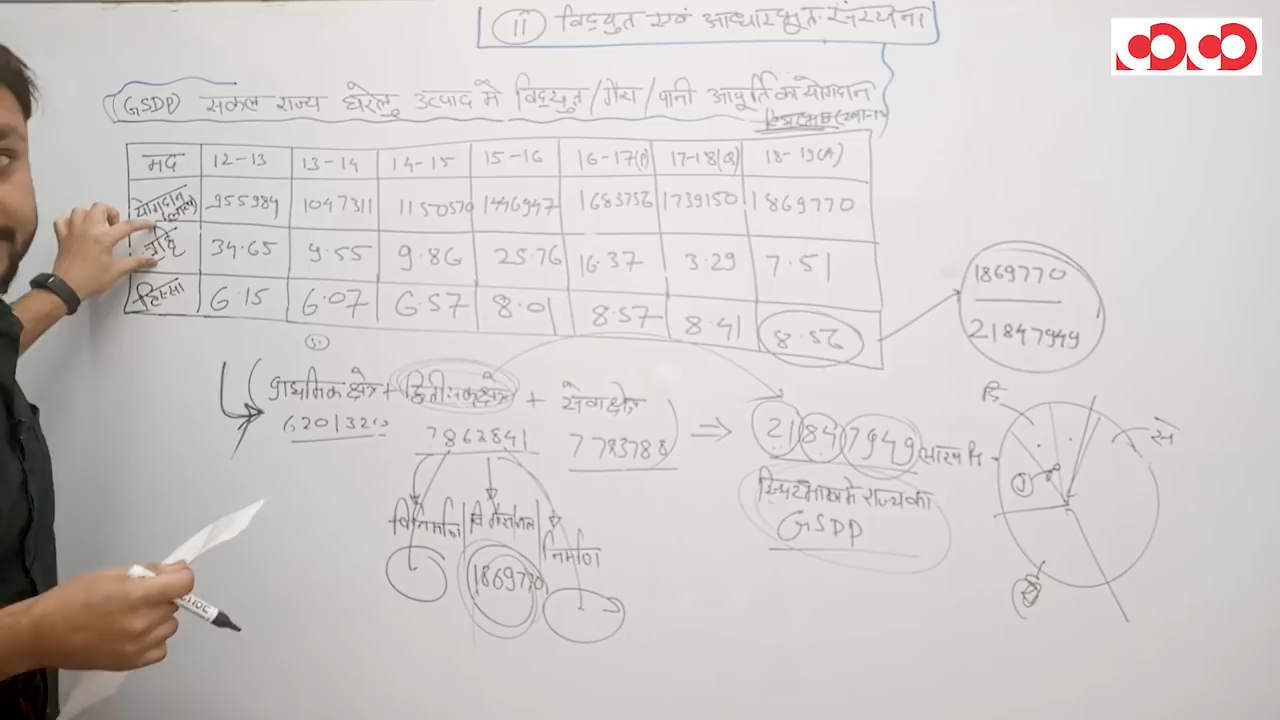 11 विद्युत एवं आधारभूत संरचना
(GSDP) सकल राज्य घरेलू उत्पाद में विद्युत/गैस/पानी आपूर्ति का योगदान
मद 12-13 13-14 14-15 15-16 16-17(P) 17-18(Q) 18-19(A)
योगदान 955984 1047311 1150570 1446947 1683756 1739150 1869770
वृद्धि 34.65 9.55 9.86 25.76 16.37 3.29 7.51
हिस्सा 6.15 6.07 6.57 8.01 8.57 8.41 8.56
1869770
21847949
प्राथमिक क्षेत्र + द्वितीयक क्षेत्र + सेवा क्षेत्र ⇒ 21847949
6201320 7862841 7783788
स्थिर भाव में राज्य का
GSDP
विनिर्माण
निर्माण
1869770